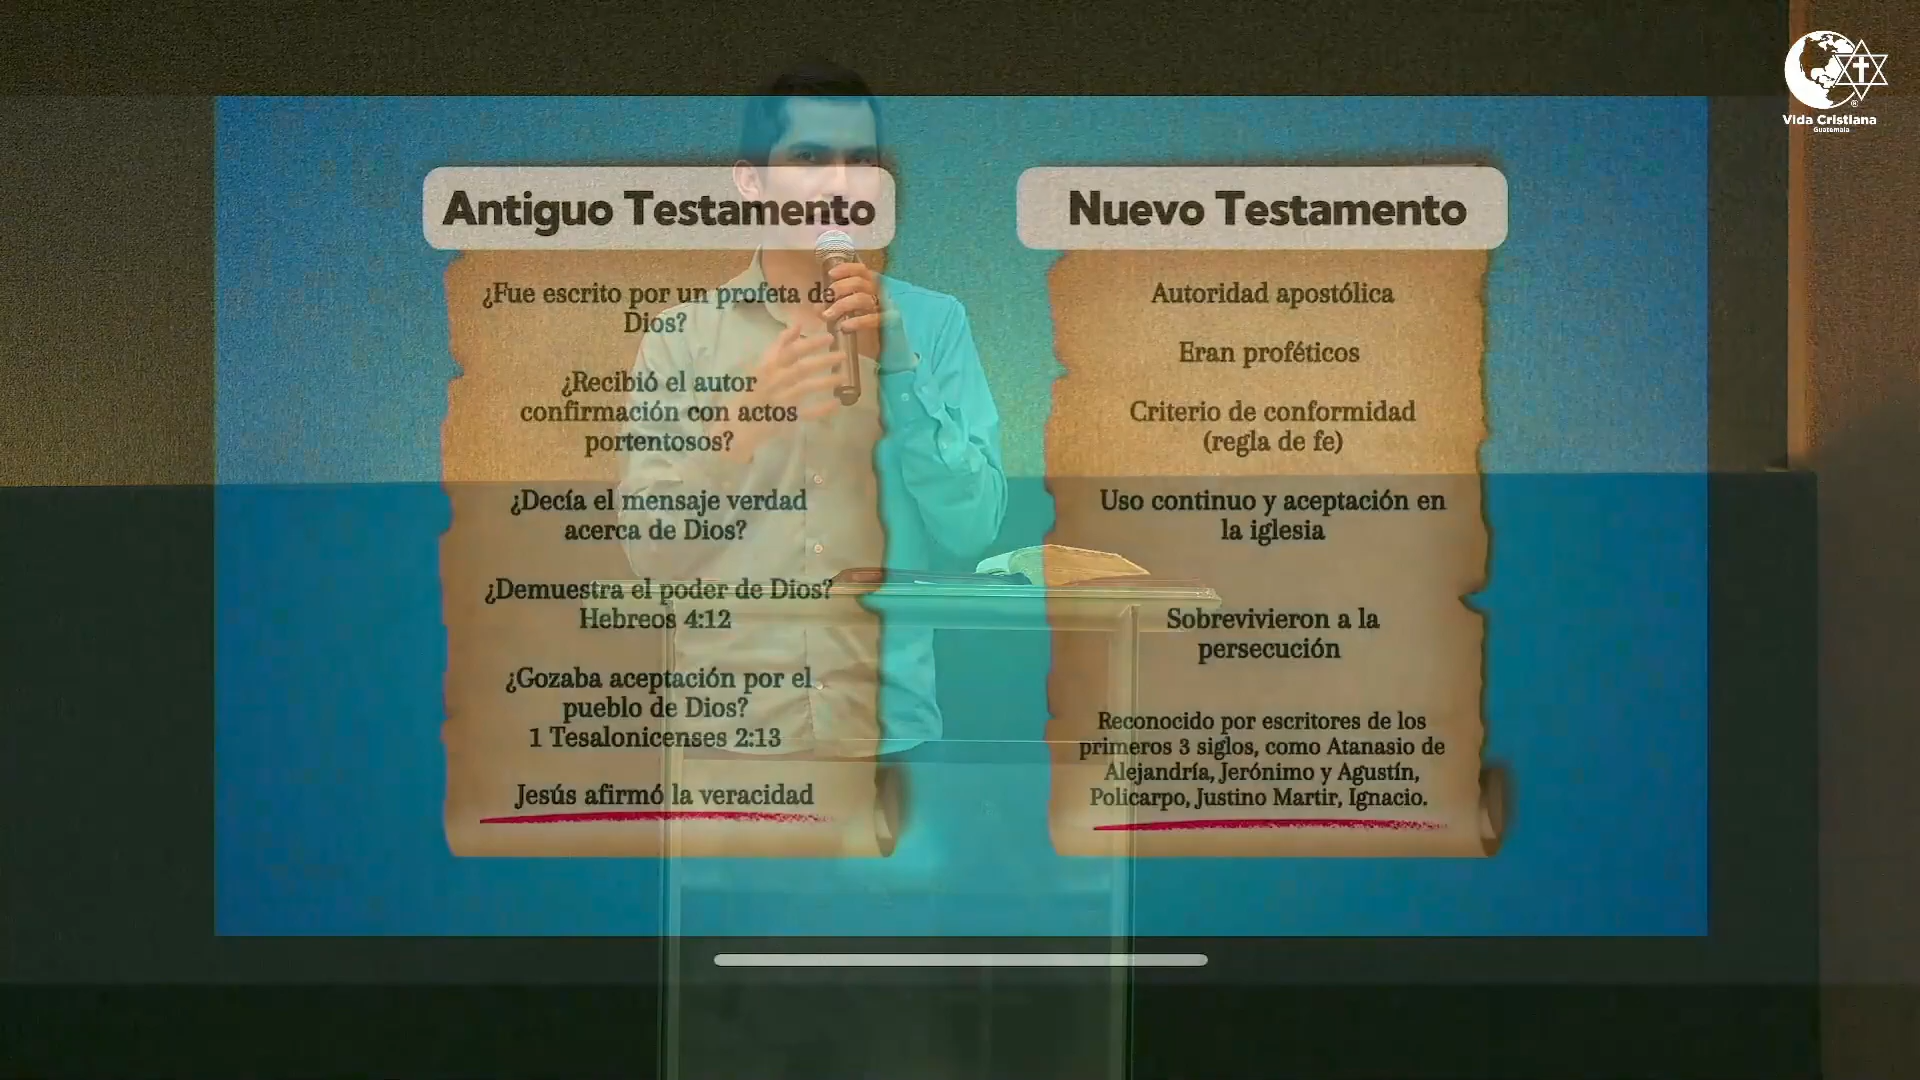 Vida Cristiana
Guatemala
Antiguo Testamento
¿Fue escrito por un profeta de
Dios?
¿Recibió el autor
confirmación con actos
portentosos?
¿Decía el mensaje verdad
acerca de Dios?
¿Demuestra el poder de Dios?
Hebreos 4:12
¿Gozaba aceptación por el
pueblo de Dios?
1 Tesalonicenses 2:13
Jesús afirmó la veracidad
Nuevo Testamento
Autoridad apostólica
Eran proféticos
Criterio de conformidad
(regla de fe)
Uso continuo y aceptación en
la iglesia
Sobrevivieron a la
persecución
Reconocido por escritores de los
primeros 3 siglos, como Atanasio de
Alejandría, Jerónimo y Agustín,
Policarpo, Justino Martir, Ignacio.